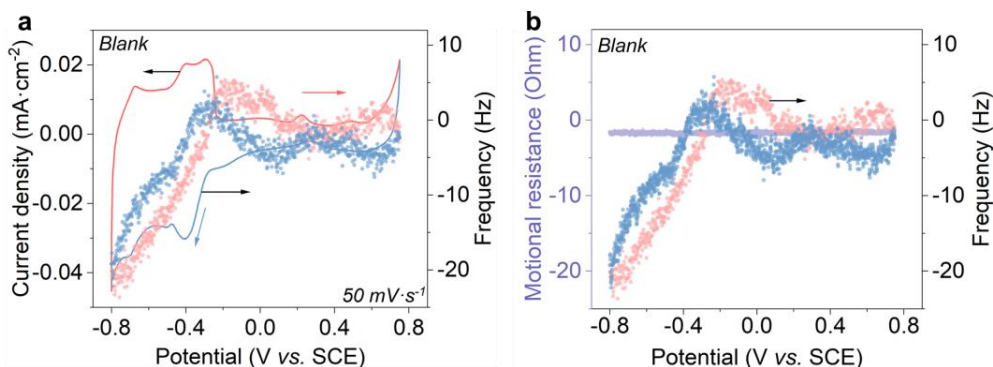 a
Blank
Current density (mA·cm⁻²)
0.02
0.00
-0.02
-0.04
10
0
-10
-20
Frequency (Hz)
50 mV·s⁻¹
-0.8
-0.4
0.0
0.4
0.8
Potential (V vs. SCE)
b
Blank
Motional resistance (Ohm)
10
0
-10
-20
10
0
-10
-20
Frequency (Hz)
-0.8
-0.4
0.0
0.4
0.8
Potential (V vs. SCE)